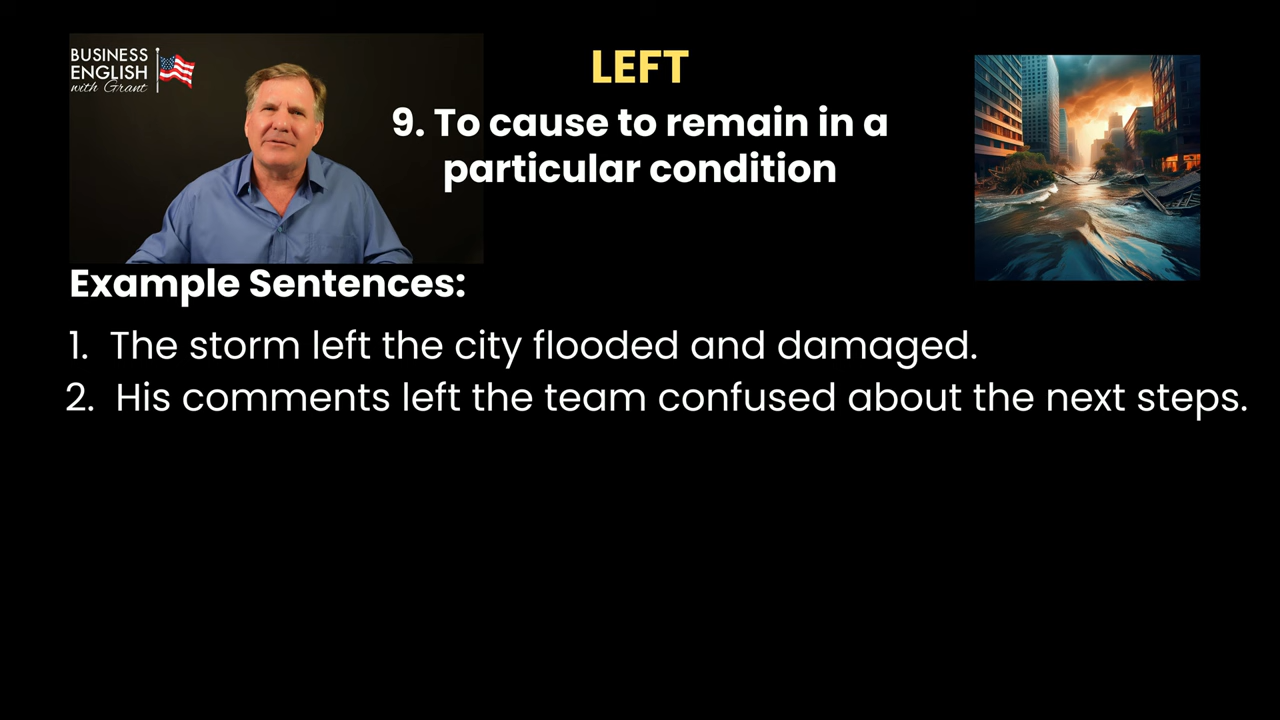 BUSINESS
ENGLISH
with Grant
LEFT
9. To cause to remain in a
particular condition
Example Sentences:
1. The storm left the city flooded and damaged.
2. His comments left the team confused about the next steps.